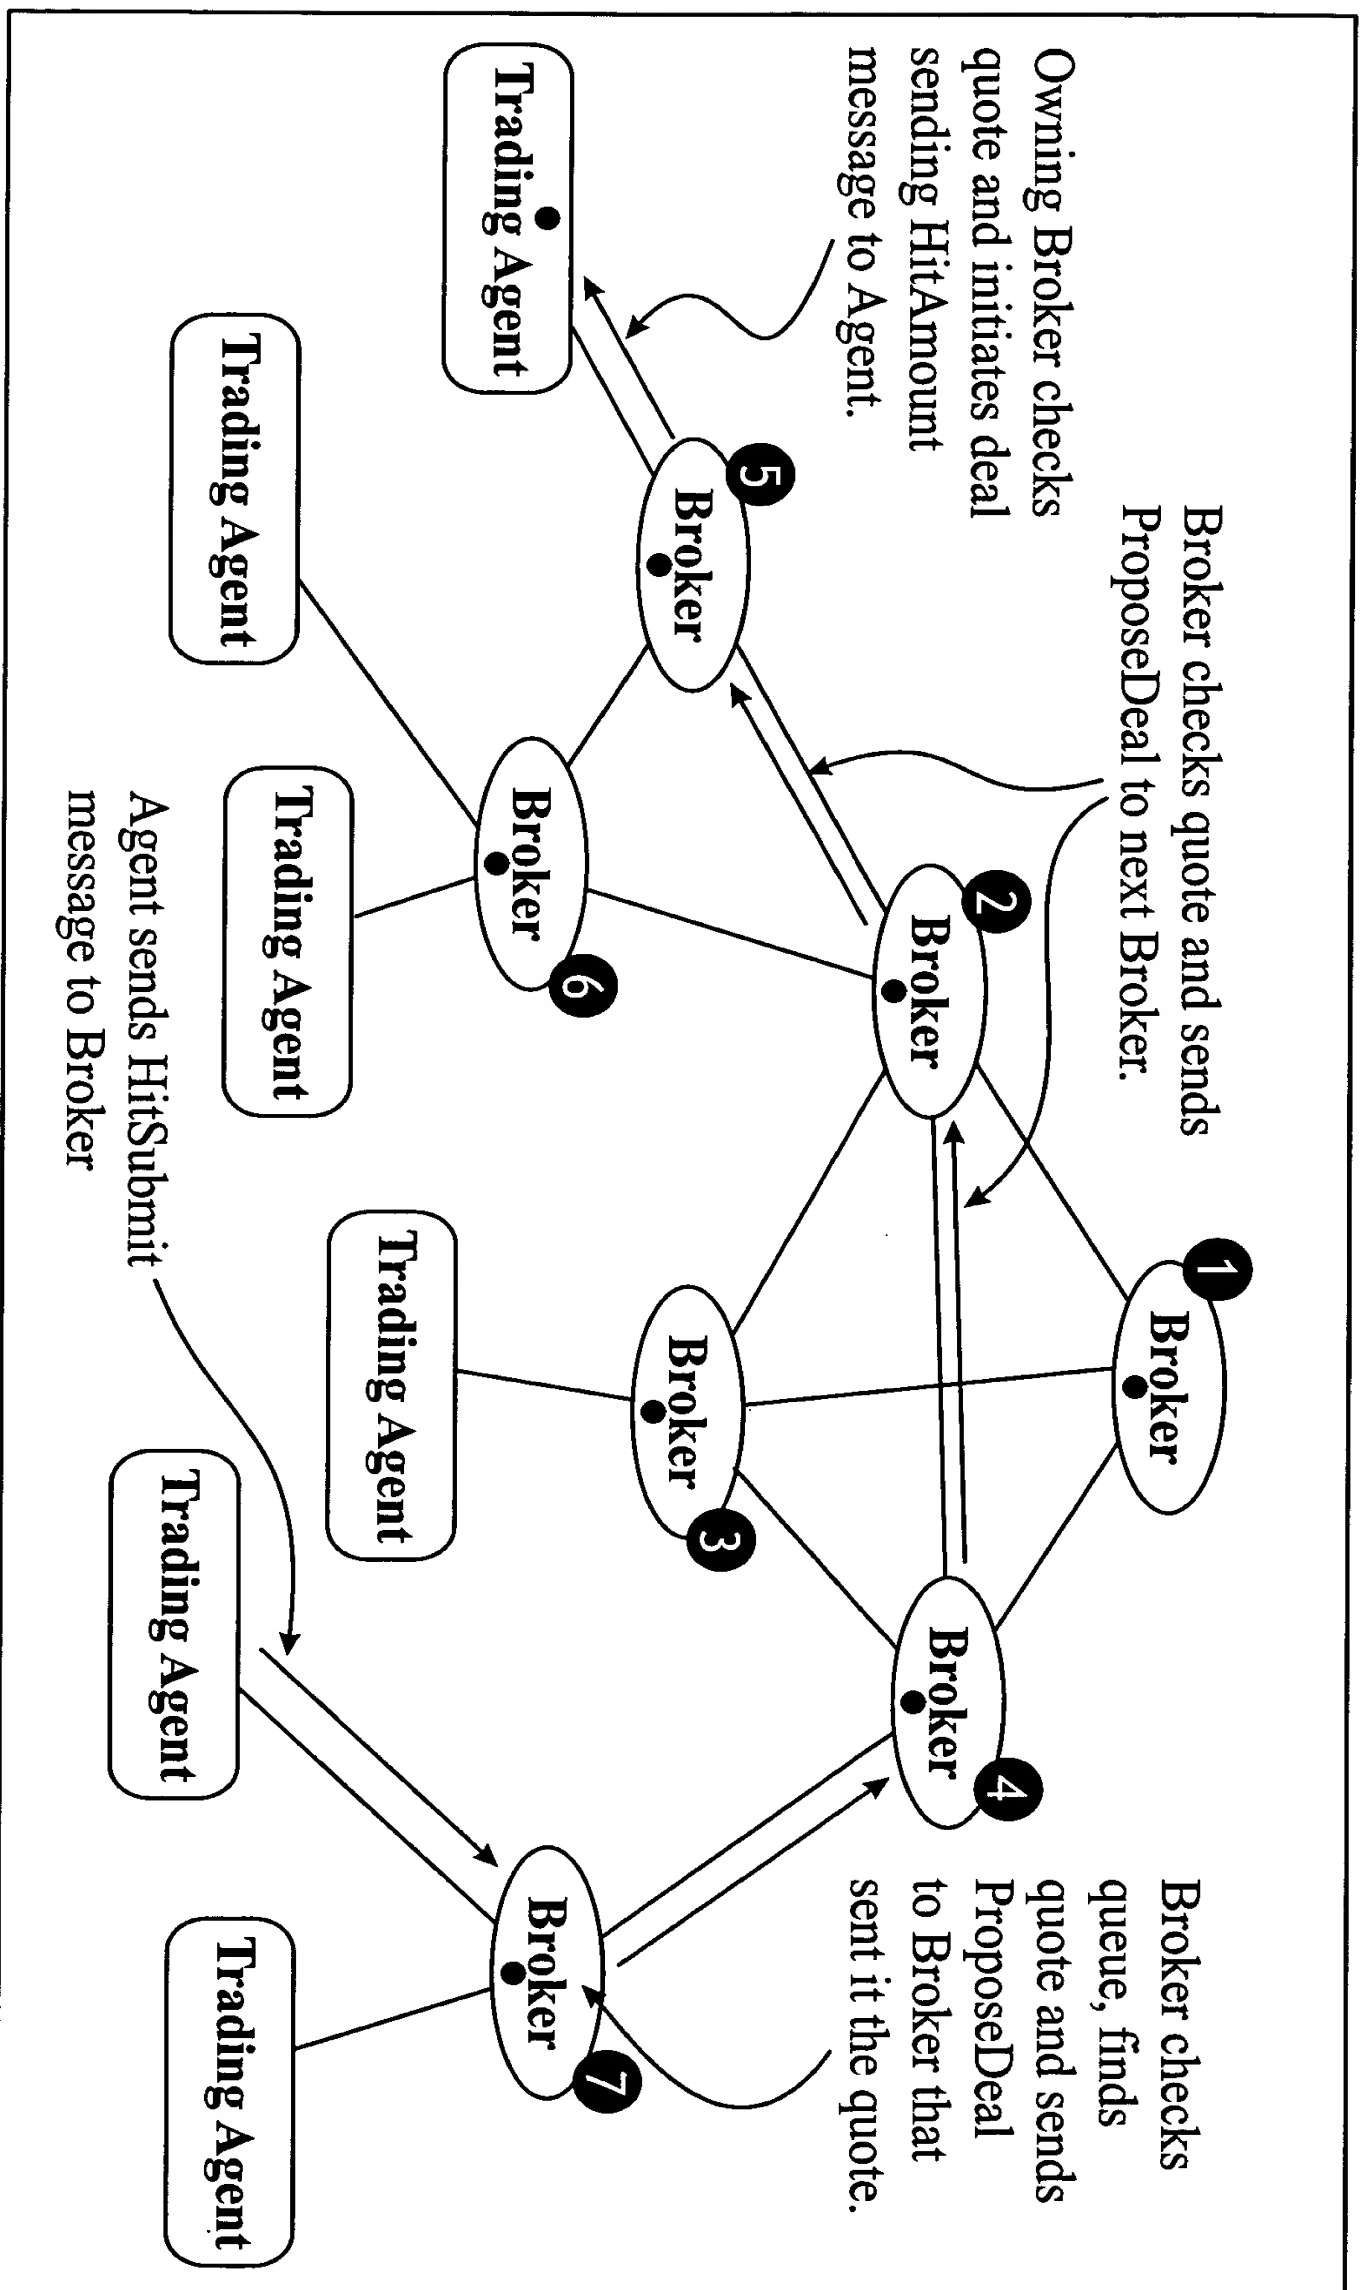 Owning Broker checks
quote and initiates deal
sending HitAmount
message to Agent.
Broker checks quote and sends
ProposeDeal to next Broker.
Broker checks
queue, finds
quote and sends
ProposeDeal
to Broker that
sent it the quote.
1
Broker
2
Broker
Broker
4
5
Broker
Broker
3
Broker
6
Broker
7
Trading Agent
Trading Agent
Trading Agent
Trading Agent
Trading Agent
Trading Agent
Agent sends HitSubmit
message to Broker